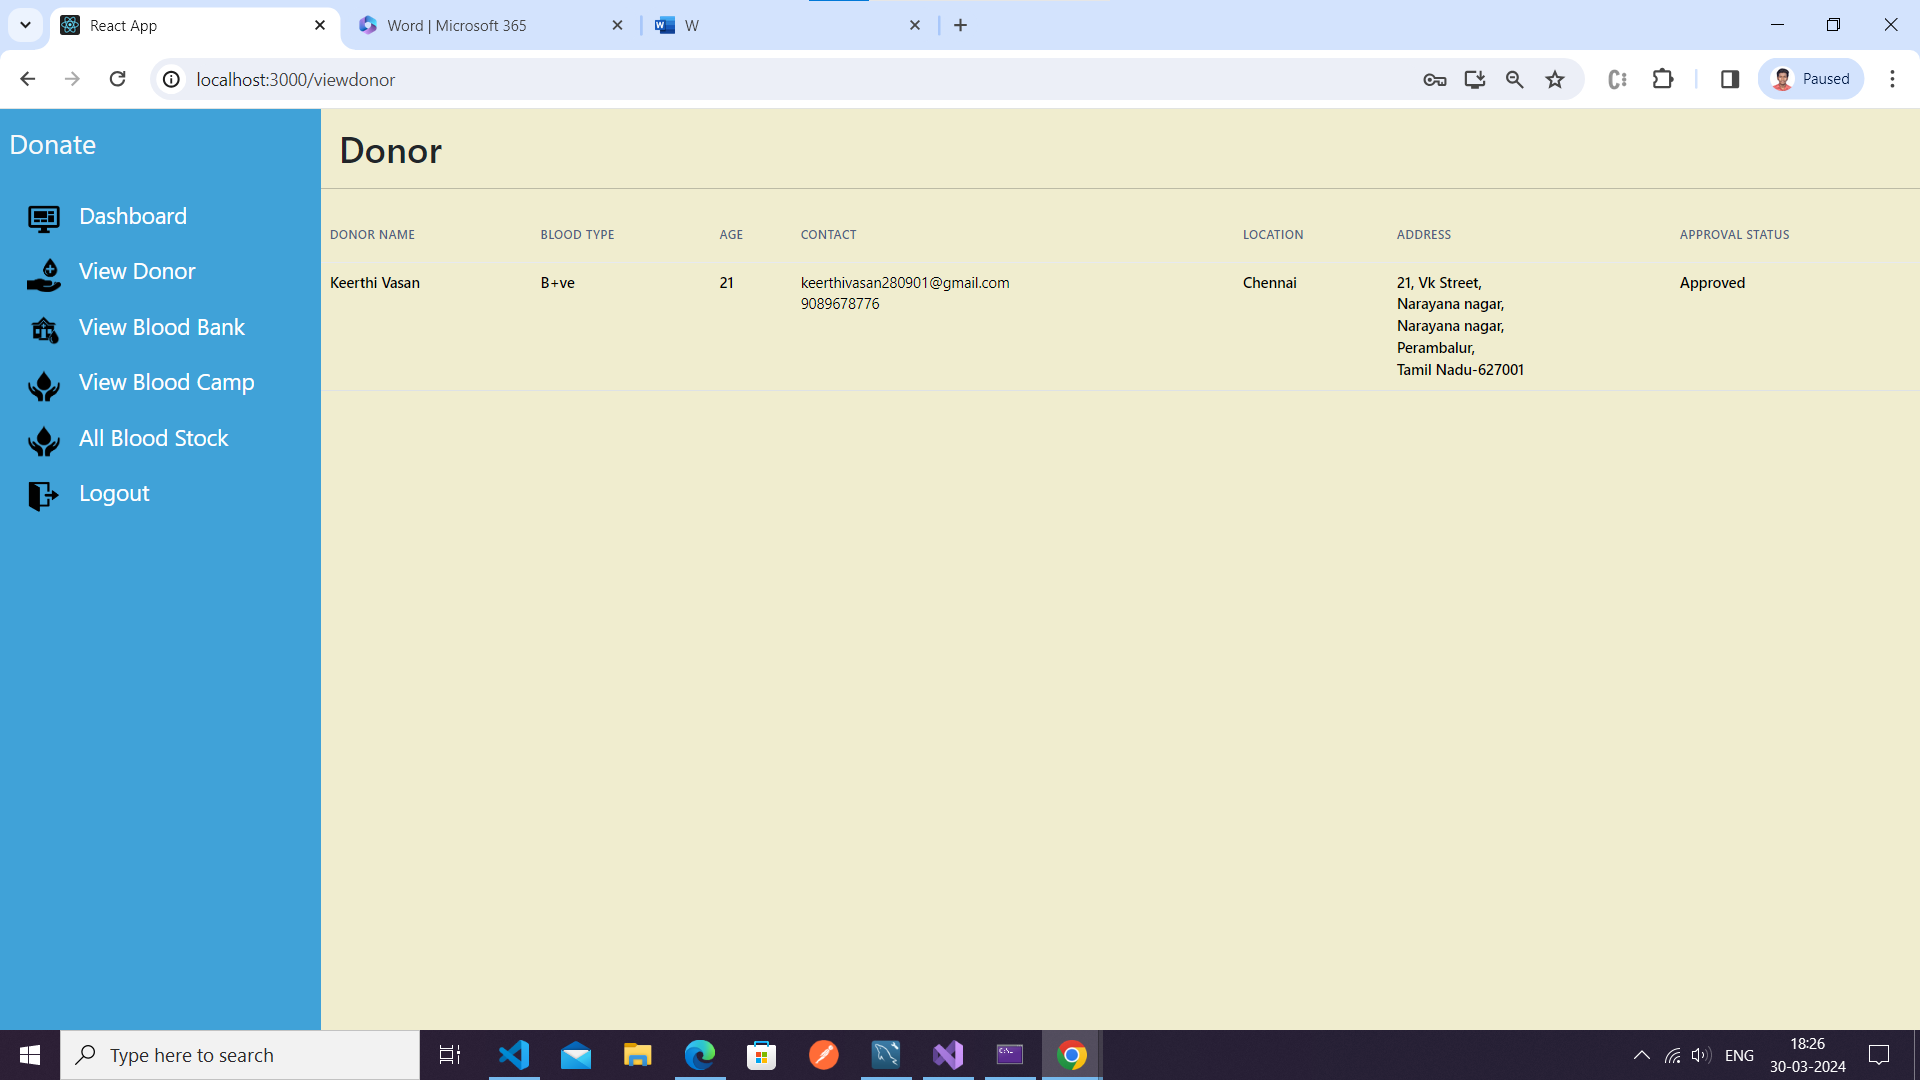 React App
Word | Microsoft 365
W
localhost:3000/viewdonor
Paused
Donate
Dashboard
View Donor
View Blood Bank
View Blood Camp
All Blood Stock
Logout
Donor
DONOR NAME BLOOD TYPE AGE CONTACT LOCATION ADDRESS APPROVAL STATUS
Keerthi Vasan B+ve 21 keerthivasan280901@gmail.com Chennai 21, Vk Street, Approved
9089678776 Narayana nagar,
Narayana nagar,
Perambalur,
Tamil Nadu-627001
Type here to search
ENG
18:26
30-03-2024